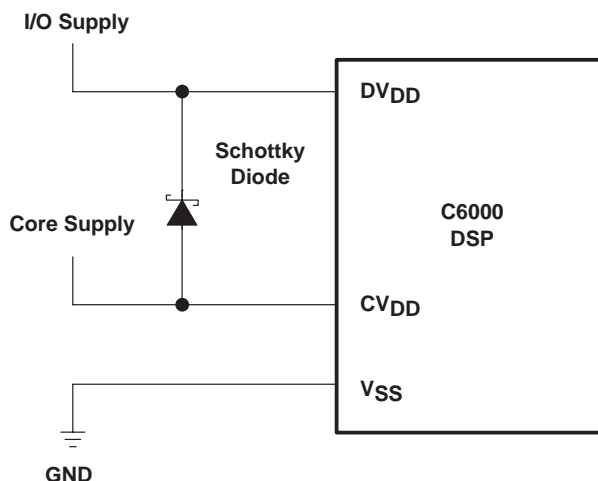 I/O Supply
DVDD
Schottky
Diode
C6000
DSP
Core Supply
CVDD
VSS
GND